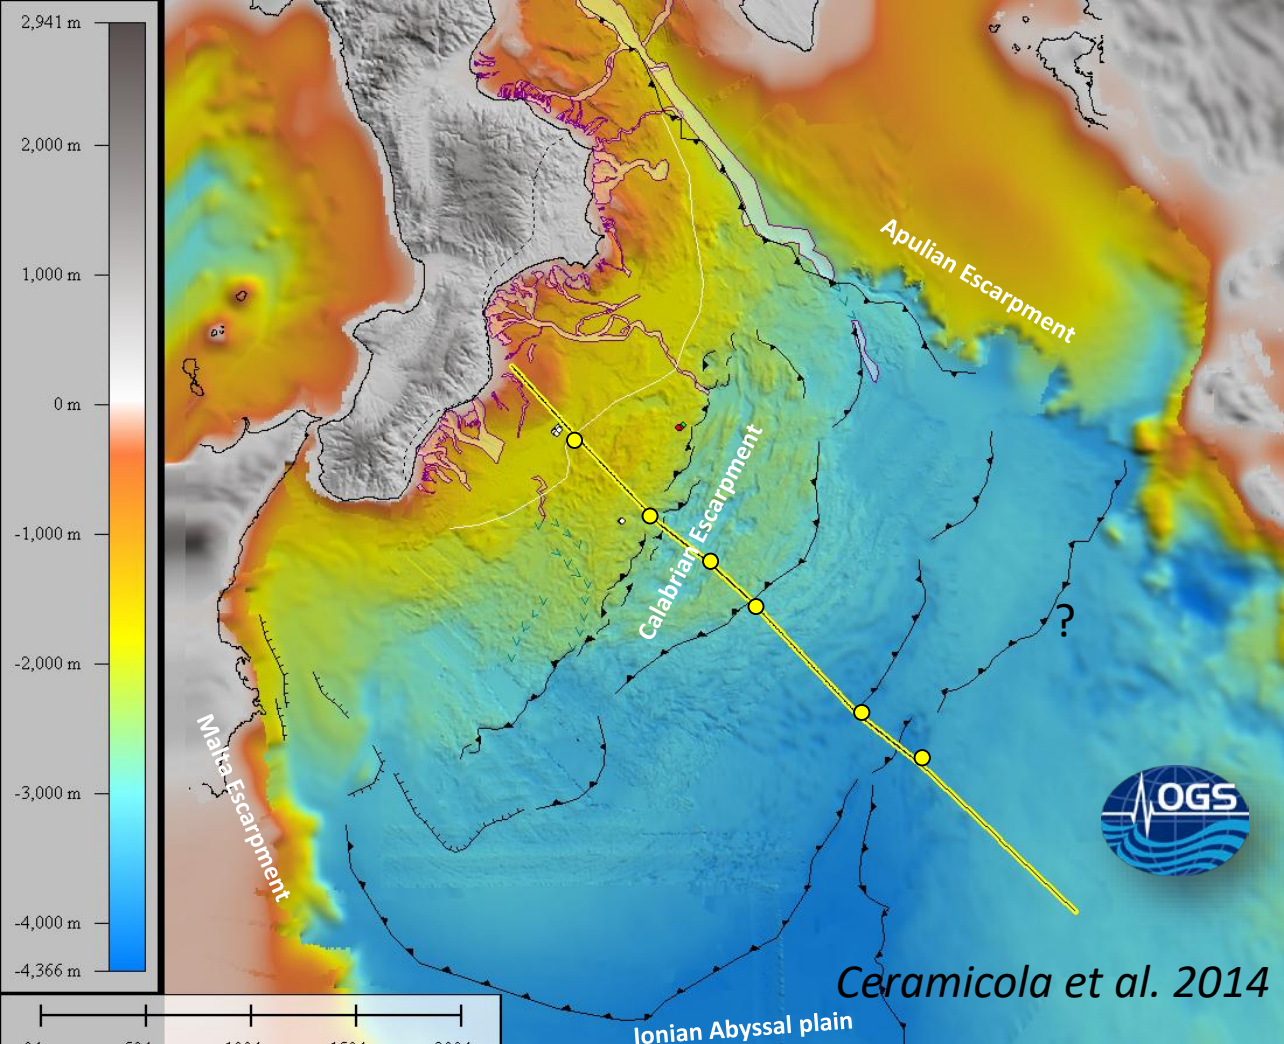 2,941 m
2,000 m
1,000 m
0 m
-1,000 m
-2,000 m
-3,000 m
-4,000 m
-4,366 m
Apulian Escarpment
Calabrian Escarpment
?
Malta Escarpment
OGS
Ceramicola et al. 2014
Ionian Abyssal plain